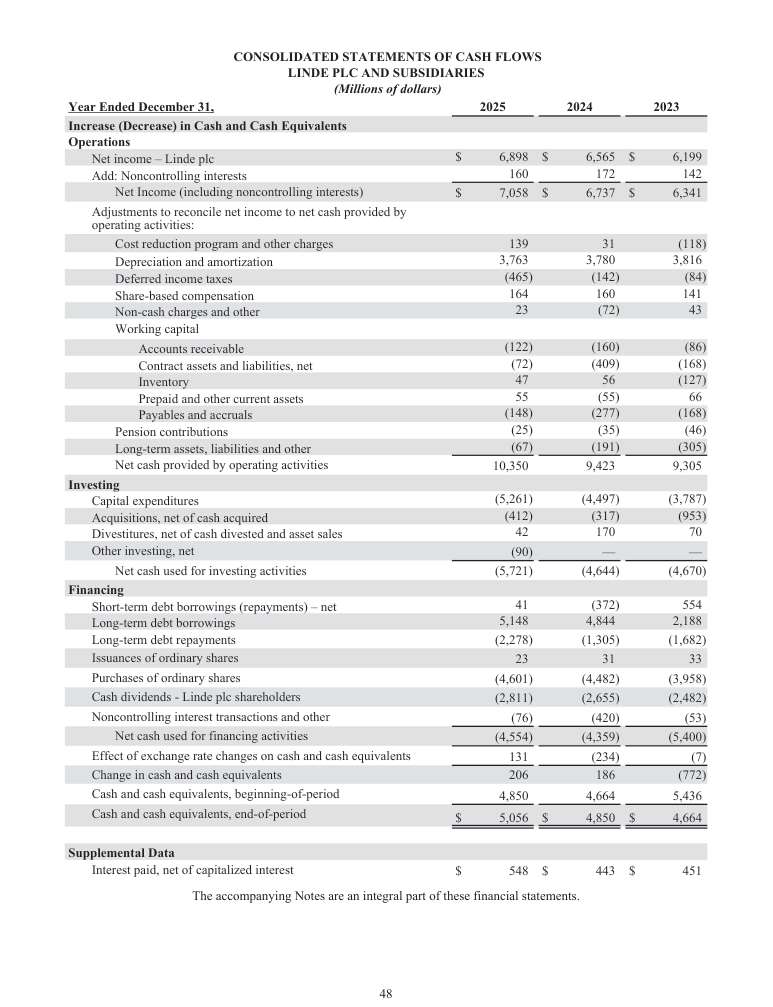 CONSOLIDATED STATEMENTS OF CASH FLOWS
LINDE PLC AND SUBSIDIARIES
(Millions of dollars)
Year Ended December 31, 2025 2024 2023
Increase (Decrease) in Cash and Cash Equivalents
Operations
Net income – Linde plc $ 6,898 $ 6,565 $ 6,199
Add: Noncontrolling interests 160 172 142
Net Income (including noncontrolling interests) $ 7,058 $ 6,737 $ 6,341
Adjustments to reconcile net income to net cash provided by
operating activities:
Cost reduction program and other charges 139 31 (118)
Depreciation and amortization 3,763 3,780 3,816
Deferred income taxes (465) (142) (84)
Share-based compensation 164 160 141
Non-cash charges and other 23 (72) 43
Working capital
Accounts receivable (122) (160) (86)
Contract assets and liabilities, net (72) (409) (168)
Inventory 47 56 (127)
Prepaid and other current assets 55 (55) 66
Payables and accruals (148) (277) (168)
Pension contributions (25) (35) (46)
Long-term assets, liabilities and other (67) (191) (305)
Net cash provided by operating activities 10,350 9,423 9,305
Investing
Capital expenditures (5,261) (4,497) (3,787)
Acquisitions, net of cash acquired (412) (317) (953)
Divestitures, net of cash divested and asset sales 42 170 70
Other investing, net (90) — —
Net cash used for investing activities (5,721) (4,644) (4,670)
Financing
Short-term debt borrowings (repayments) – net 41 (372) 554
Long-term debt borrowings 5,148 4,844 2,188
Long-term debt repayments (2,278) (1,305) (1,682)
Issuances of ordinary shares 23 31 33
Purchases of ordinary shares (4,601) (4,482) (3,958)
Cash dividends - Linde plc shareholders (2,811) (2,655) (2,482)
Noncontrolling interest transactions and other (76) (420) (53)
Net cash used for financing activities (4,554) (4,359) (5,400)
Effect of exchange rate changes on cash and cash equivalents 131 (234) (7)
Change in cash and cash equivalents 206 186 (772)
Cash and cash equivalents, beginning-of-period 4,850 4,664 5,436
Cash and cash equivalents, end-of-period $ 5,056 $ 4,850 $ 4,664
Supplemental Data
Interest paid, net of capitalized interest $ 548 $ 443 $ 451
The accompanying Notes are an integral part of these financial statements.
48